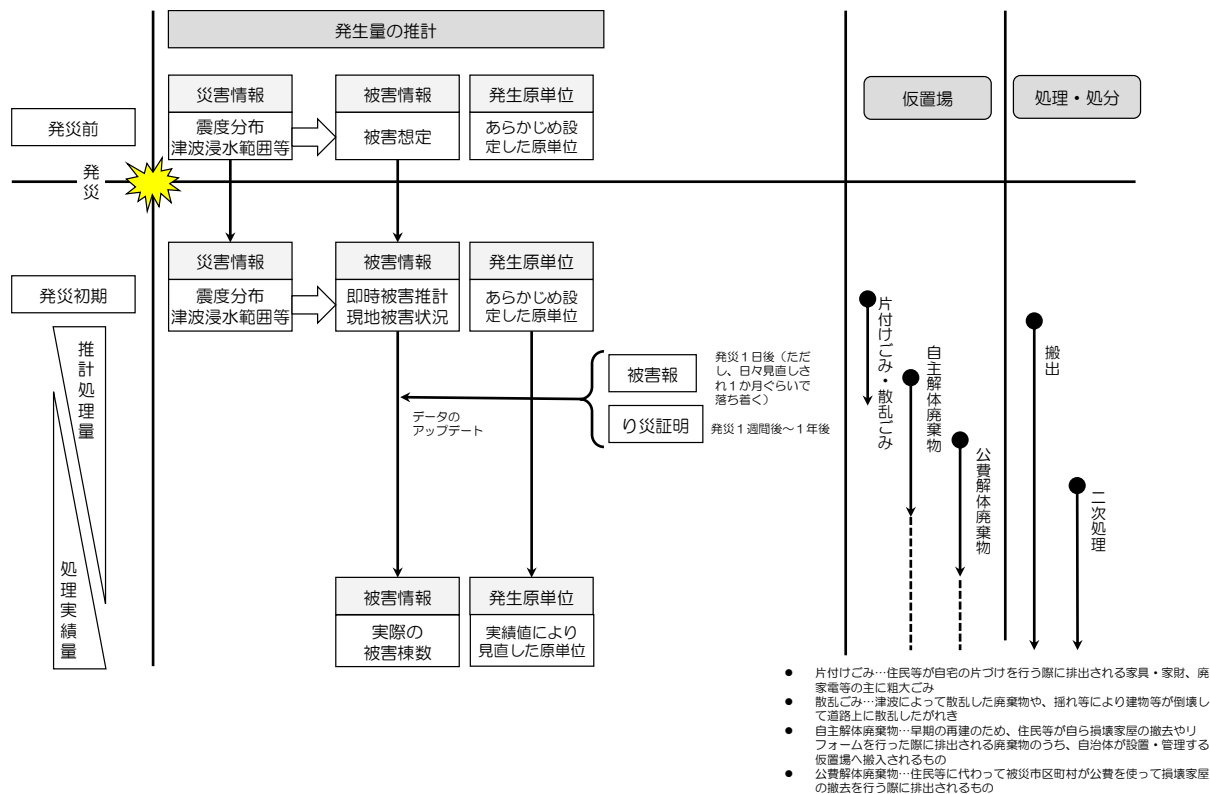 発生量の推計
仮置場
処理・処分
発災前
災害情報
震度分布
津波浸水範囲等
被害情報
被害想定
発生原単位
あらかじめ設
定した原単位
発
災
発災初期
災害情報
震度分布
津波浸水範囲等
被害情報
即時被害推計
現地被害状況
発生原単位
あらかじめ設
定した原単位
推計処理量
処理実績量
データの
アップデート
被害報
発災1日後（ただ
し、日々見直しさ
れ1か月ぐらいで
落ち着く）
り災証明
発災1週間後～1年後
被害情報
実際の
被害棟数
発生原単位
実績値により
見直した原単位
片付けごみ・散乱ごみ
自主解体廃棄物
公費解体廃棄物
搬出
二次処理
● 片付けごみ…住民等が自宅の片づけを行う際に排出される家具・家財、廃
家電等の主に粗大ごみ
● 散乱ごみ…津波によって散乱した廃棄物や、揺れ等により建物等が倒壊し
て道路上に散乱したがれき
● 自主解体廃棄物…早期の再建のため、住民等が自ら損壊家屋の撤去やリ
フォームを行った際に排出される廃棄物のうち、自治体が設置・管理する
仮置場へ搬入されるもの
● 公費解体廃棄物…住民等に代わって被災市区町村が公費を使って損壊家屋
の撤去を行う際に排出されるもの